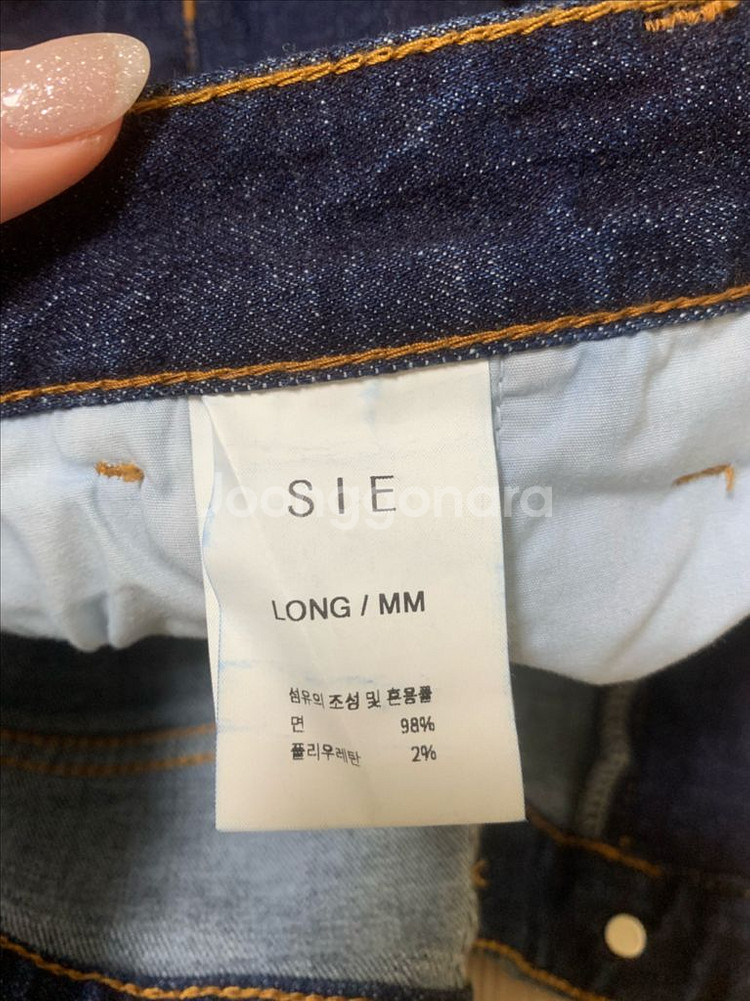 SIE
Joonggonara
LONG / MM
섬유의 조성 및 혼용률
면 98%
폴리우레탄 2%